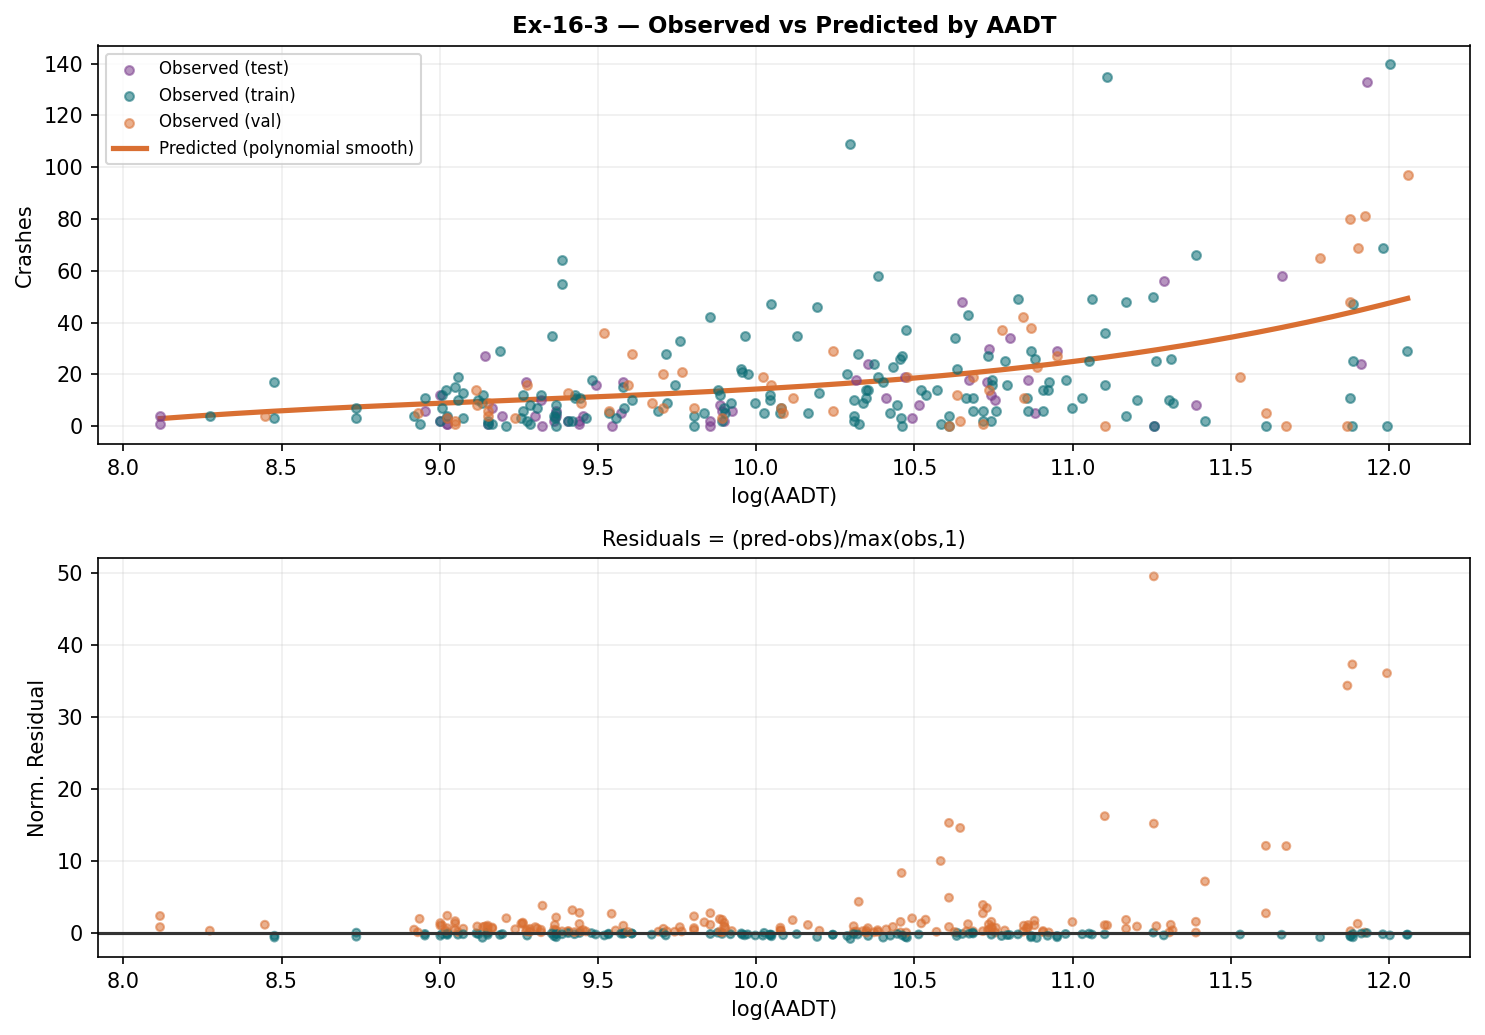 Ex-16-3 — Observed vs Predicted by AADT
Observed (test)
Observed (train)
Observed (val)
Predicted (polynomial smooth)
Crashes
140
120
100
80
60
40
20
0
8.0 8.5 9.0 9.5 10.0 10.5 11.0 11.5 12.0
log(AADT)
Residuals = (pred-obs)/max(obs,1)
Norm. Residual
50
40
30
20
10
0
8.0 8.5 9.0 9.5 10.0 10.5 11.0 11.5 12.0
log(AADT)